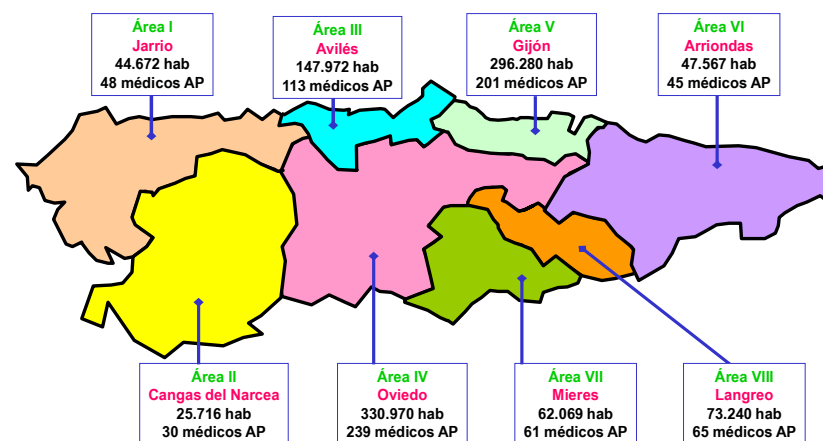 Área I
Jarrio
44.672 hab
48 médicos AP
Área III
Avilés
147.972 hab
113 médicos AP
Área V
Gijón
296.280 hab
201 médicos AP
Área VI
Arriondas
47.567 hab
45 médicos AP
Área II
Cangas del Narcea
25.716 hab
30 médicos AP
Área IV
Oviedo
330.970 hab
239 médicos AP
Área VII
Mieres
62.069 hab
61 médicos AP
Área VIII
Langreo
73.240 hab
65 médicos AP